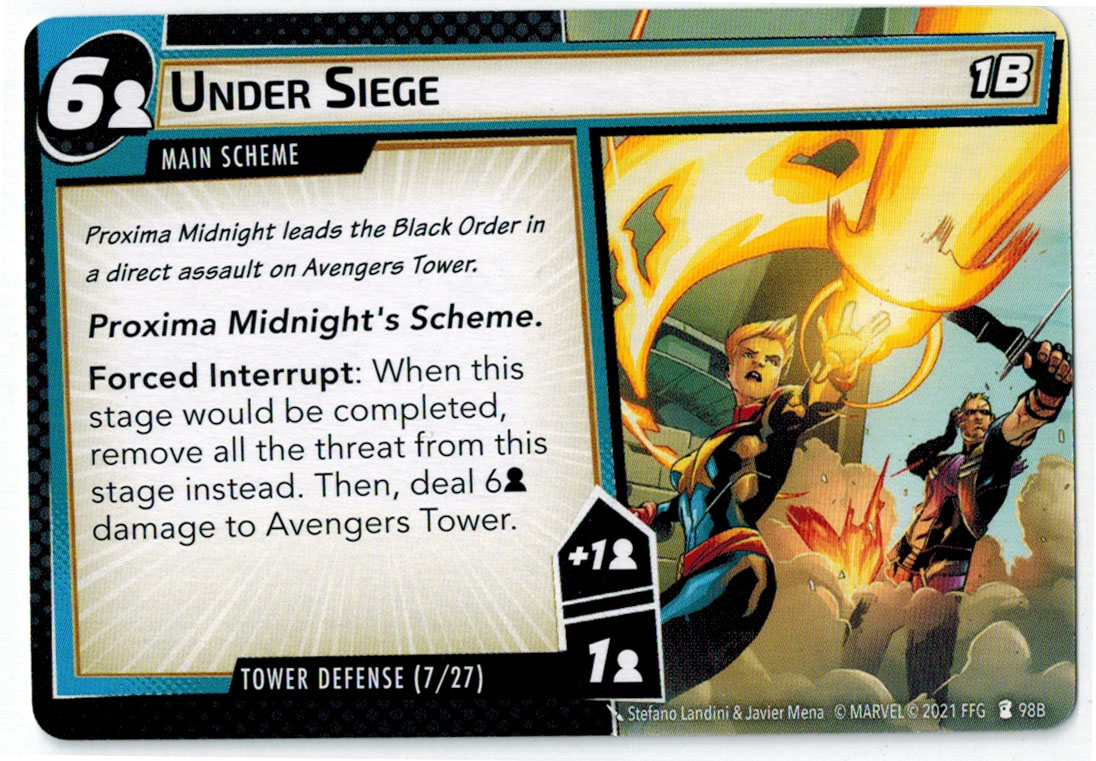 6
UNDER SIEGE
1B
MAIN SCHEME
Proxima Midnight leads the Black Order in
a direct assault on Avengers Tower.
Proxima Midnight's Scheme.
Forced Interrupt: When this
stage would be completed,
remove all the threat from this
stage instead. Then, deal 6
damage to Avengers Tower.
+1
1
TOWER DEFENSE (7/27)
Stefano Landini & Javier Mena © MARVEL © 2021 FFG 98B